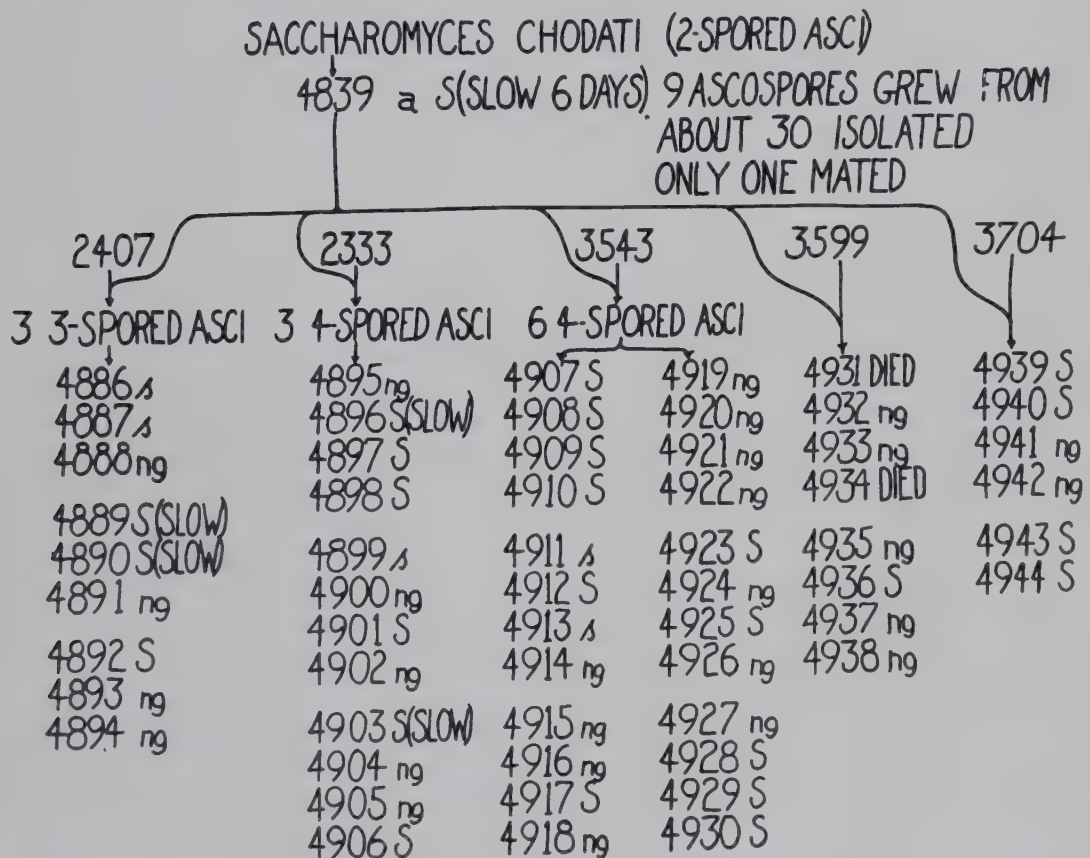 SACCHAROMYCES CHODATI (2-SPORED ASCI)
4839 a S(SLOW 6 DAYS) 9 ASCOSPORES GREW FROM
ABOUT 30 ISOLATED
ONLY ONE MATED
2407
3 3-SPORED ASCI
4886 s
4887 s
4888 ng
4889 S(SLOW)
4890 S(SLOW)
4891 ng
4892 S
4893 ng
4894 ng
2333
3 4-SPORED ASCI
4895 ng
4896 S(SLOW)
4897 S
4898 S
4899 s
4900 ng
4901 S
4902 ng
4903 S(SLOW)
4904 ng
4905 ng
4906 S
3543
6 4-SPORED ASCI
4907 S
4908 S
4909 S
4910 S
4911 s
4912 S
4913 s
4914 ng
4915 ng
4916 ng
4917 S
4918 ng
4919 ng
4920 ng
4921 ng
4922 ng
4923 S
4924 ng
4925 S
4926 ng
4927 ng
4928 S
4929 S
4930 S
3599
4931 DIED
4932 ng
4933 ng
4934 DIED
4935 ng
4936 S
4937 ng
4938 ng
3704
4939 S
4940 S
4941 ng
4942 ng
4943 S
4944 S